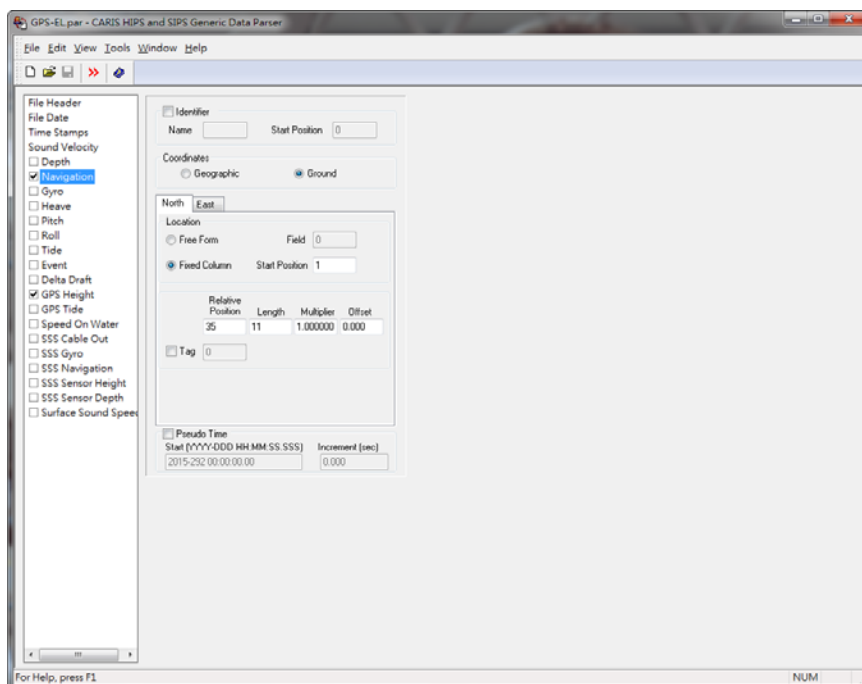 GPS-EL.par - CARIS HIPS and SIPS Generic Data Parser
File Edit View Tools Window Help
File Header
File Date
Time Stamps
Sound Velocity
Depth
Navigation
Gyro
Heave
Pitch
Roll
Tide
Event
Delta Draft
GPS Height
GPS Tide
Speed On Water
SSS Cable Out
SSS Gyro
SSS Navigation
SSS Sensor Height
SSS Sensor Depth
Surface Sound Speed
Identifier
Name Start Position 0
Coordinates
Geographic Ground
North East
Location
Free Form Field 0
Fixed Column Start Position 1
Relative Position Length Multiplier Offset
35 11 1.000000 0.000
Tag 0
Pseudo Time
Start (YYYY-DDD HH:MM:SS.SSS) Increment (sec)
2015-292 00:00:00.00 0.000
For Help, press F1 NUM